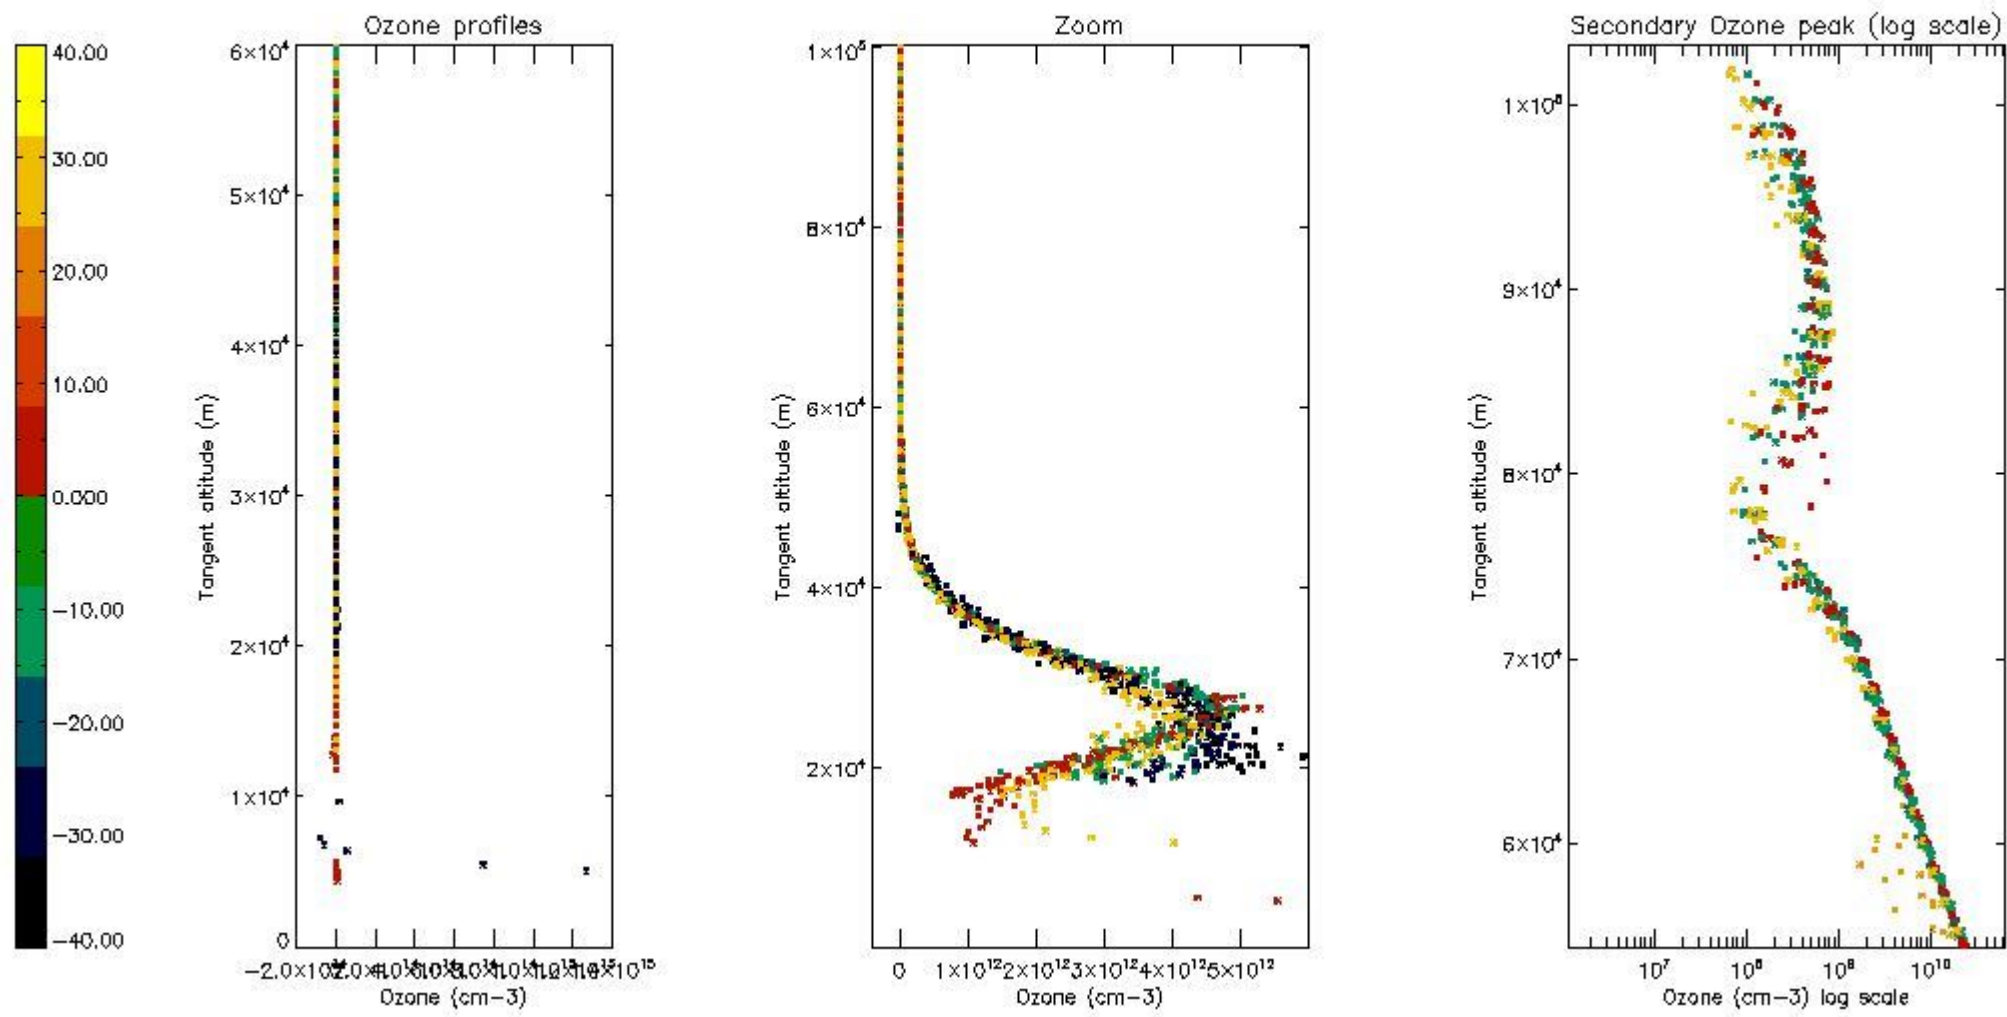 Ozone profiles
Zoom
Secondary Ozone peak (log scale)
40.00
30.00
20.00
10.00
0.000
-10.00
-20.00
-30.00
-40.00
Tangent altitude (m)
6×10⁴
5×10⁴
4×10⁴
3×10⁴
2×10⁴
1×10⁴
0
Ozone (cm-3)
Tangent altitude (m)
1×10⁵
8×10⁴
6×10⁴
4×10⁴
2×10⁴
0 1×10¹² 2×10¹² 3×10¹² 4×10¹² 5×10¹²
Ozone (cm-3)
Tangent altitude (m)
9×10⁴
8×10⁴
7×10⁴
6×10⁴
10⁷ 10⁸ 10⁹ 10¹⁰
Ozone (cm-3) log scale